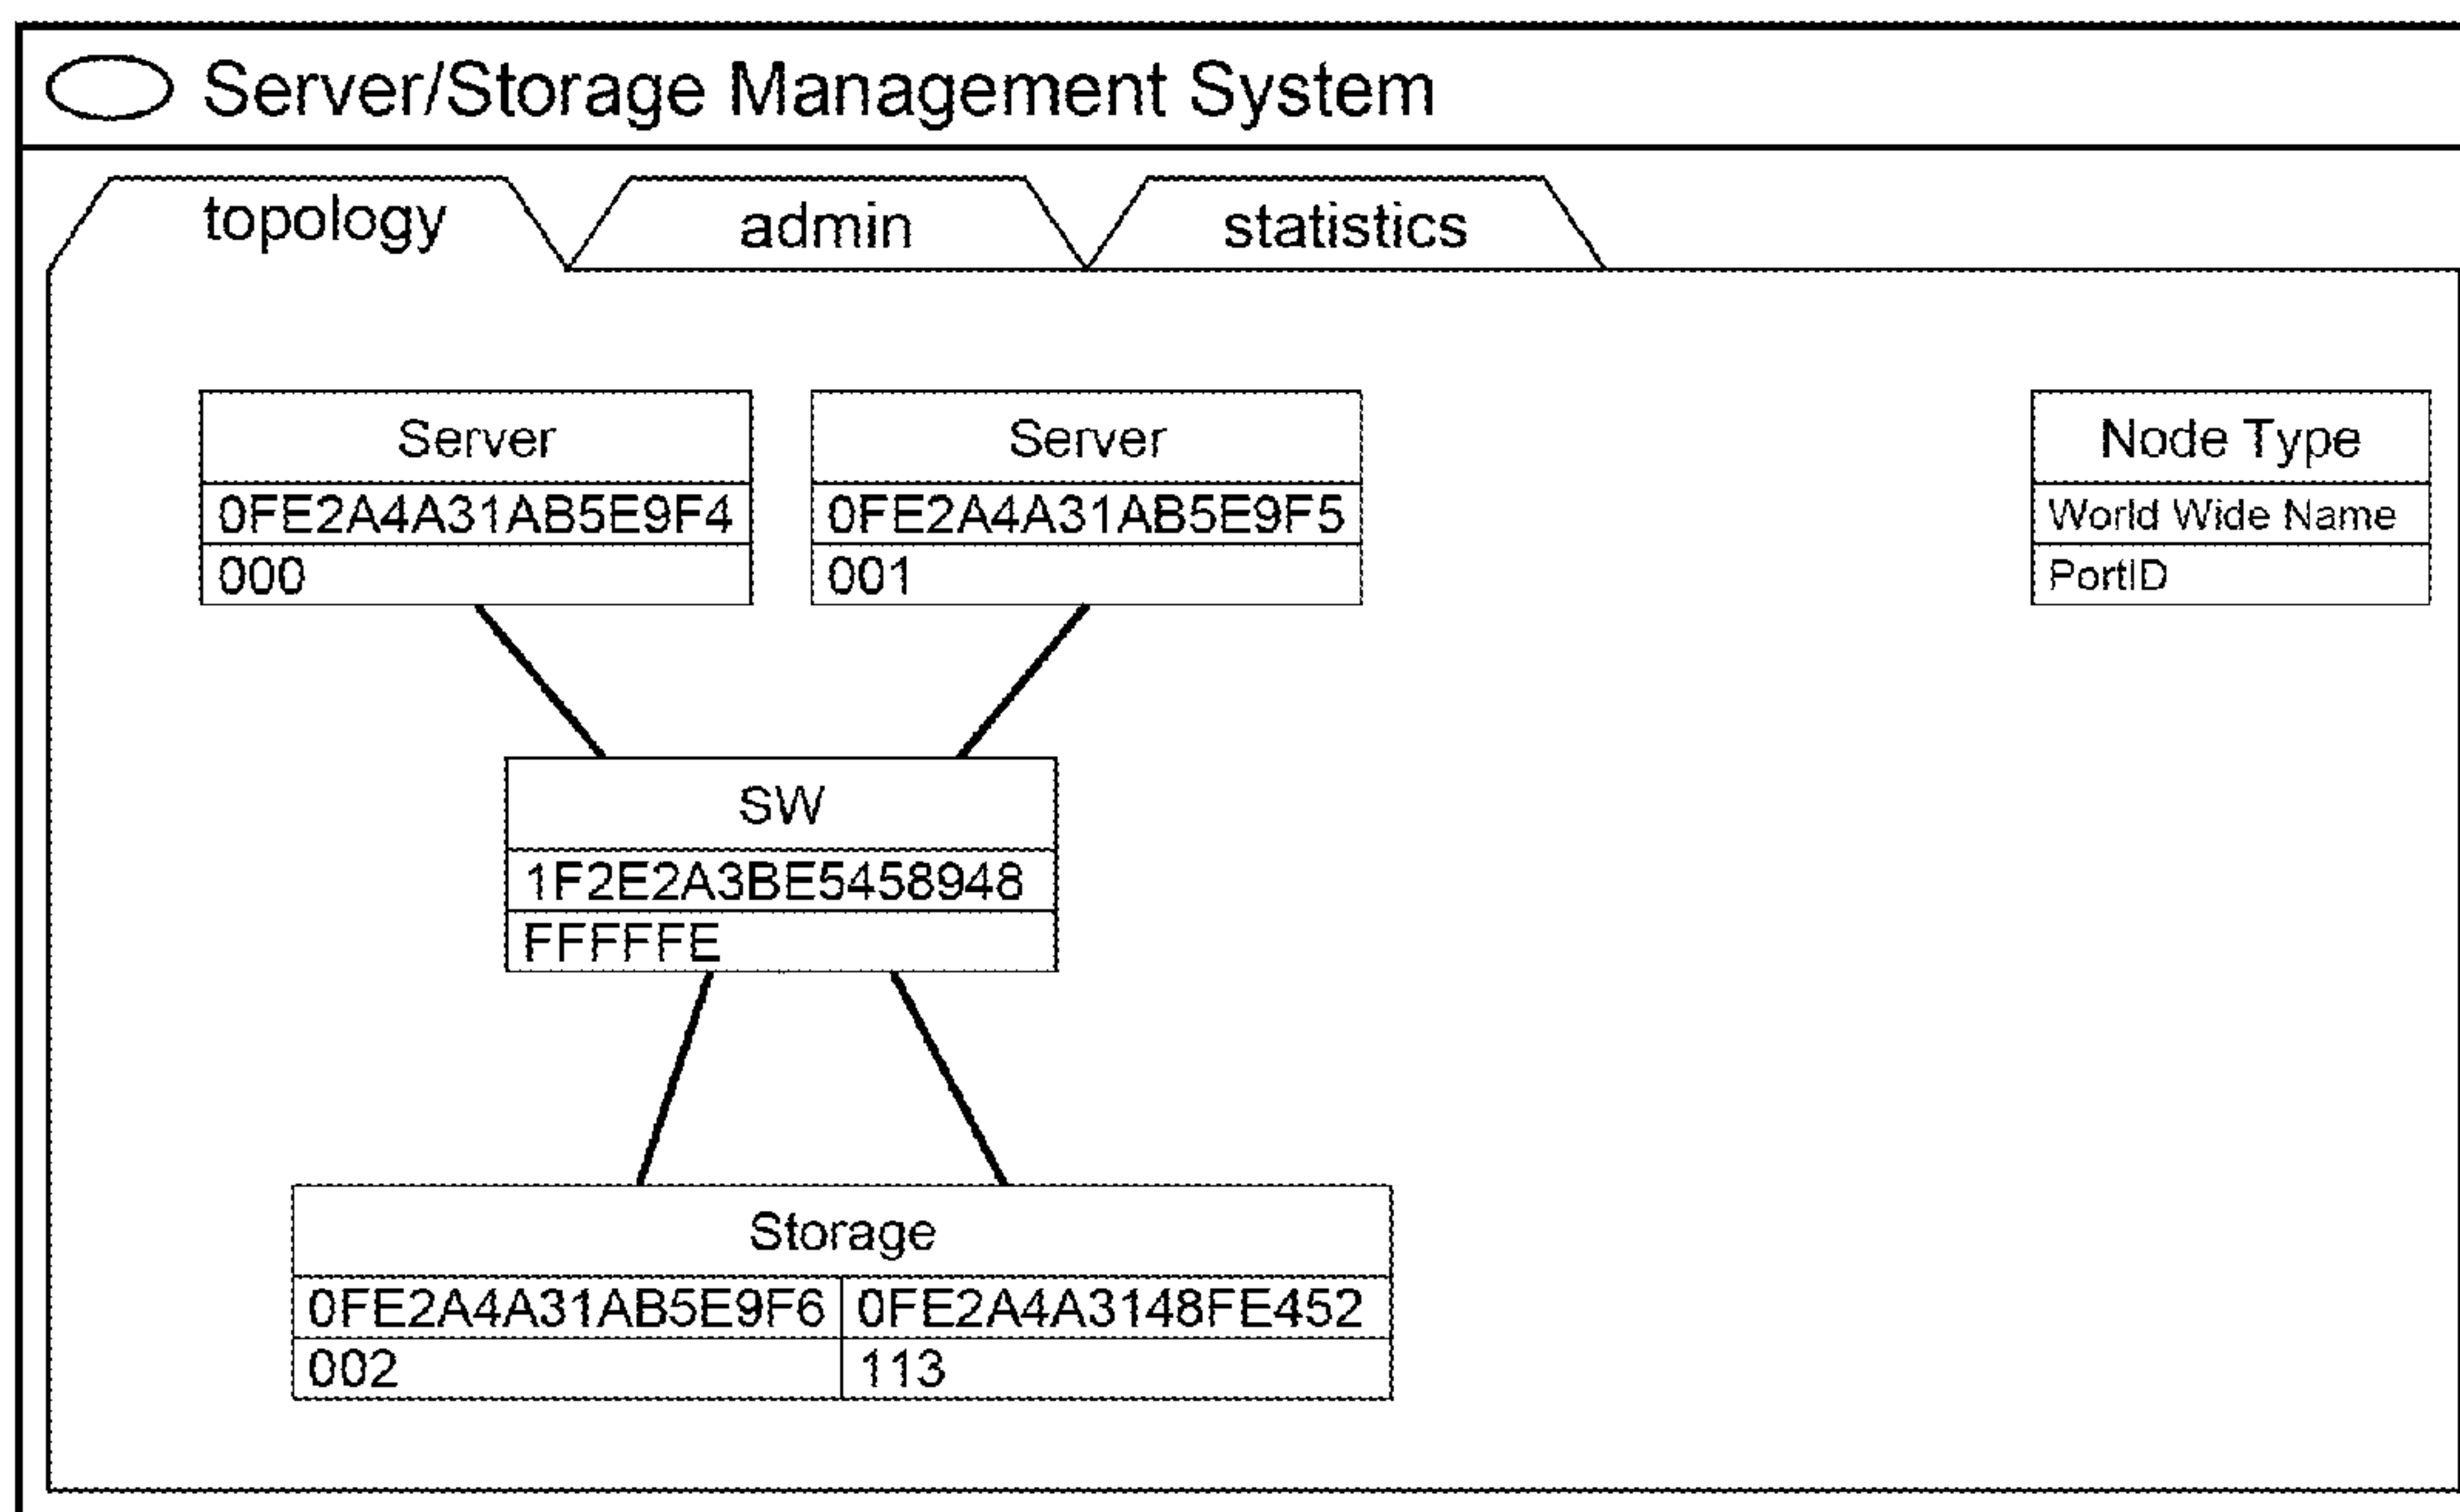 Server/Storage Management System
topology admin statistics
Server Server Node Type
0FE2A4A31AB5E9F4 0FE2A4A31AB5E9F5 World Wide Name
000 001 PortID
SW
1F2E2A3BE5458948
FFFFFE
Storage
0FE2A4A31AB5E9F6 0FE2A4A3148FE452
002 113